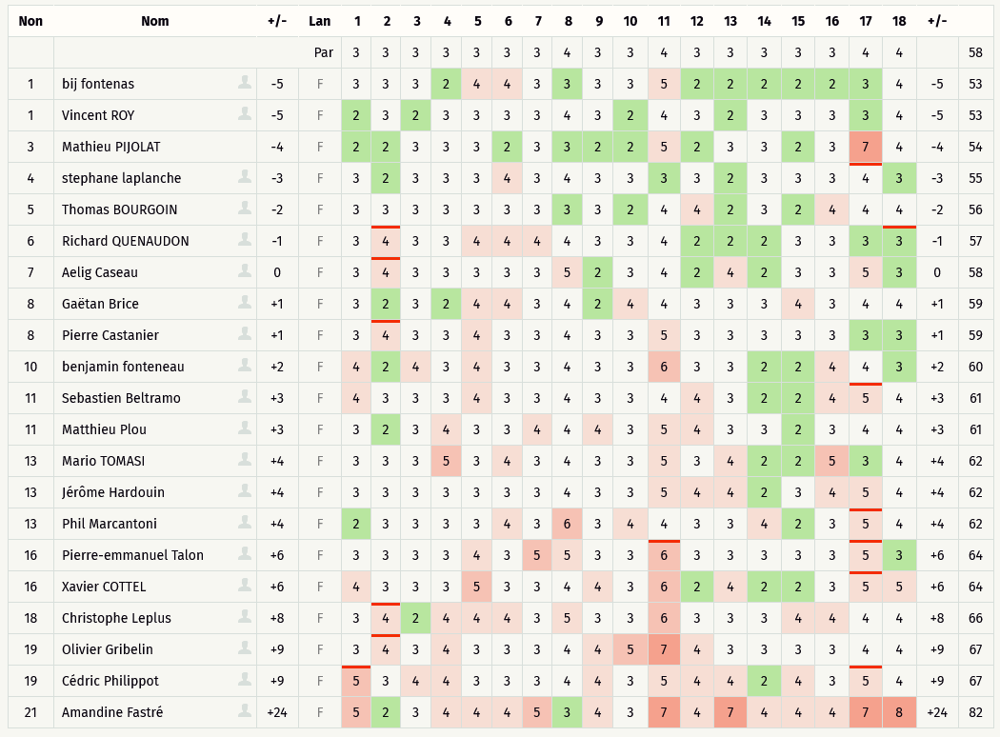 Non Nom +/- Lan 1 2 3 4 5 6 7 8 9 10 11 12 13 14 15 16 17 18 +/-
Par 3 3 3 3 3 3 3 4 3 3 4 3 3 3 3 3 4 4 58
1 bij fontenas -5 F 3 3 3 2 4 4 3 3 3 3 5 2 2 2 2 2 3 4 -5 53
1 Vincent ROY -5 F 2 3 2 3 3 3 3 4 3 2 4 3 2 3 3 3 3 4 -5 53
3 Mathieu PIJOLAT -4 F 2 2 3 3 3 2 3 3 2 2 5 2 3 3 2 3 7 4 -4 54
4 stephane laplanche -3 F 3 2 3 3 3 4 3 4 3 3 3 3 2 3 3 3 4 3 -3 55
5 Thomas BOURGOIN -2 F 3 3 3 3 3 3 3 3 3 2 4 4 2 3 2 4 4 4 -2 56
6 Richard QUENAUDON -1 F 3 4 3 3 4 4 4 4 3 3 4 2 2 2 3 3 3 3 -1 57
7 Aelig Caseau 0 F 3 4 3 3 3 3 3 5 2 3 4 2 4 2 3 3 5 3 0 58
8 Gaëtan Brice +1 F 3 2 3 2 4 4 3 4 2 4 4 3 3 3 4 3 4 4 +1 59
8 Pierre Castanier +1 F 3 4 3 3 4 3 3 4 3 3 5 3 3 3 3 3 3 3 +1 59
10 benjamin fonteneau +2 F 4 2 4 3 4 3 3 4 3 3 6 3 3 2 2 4 4 3 +2 60
11 Sebastien Beltramo +3 F 4 3 3 3 4 3 3 4 3 3 4 4 3 2 2 4 5 4 +3 61
11 Matthieu Plou +3 F 3 2 3 4 3 3 4 4 4 3 5 4 3 3 2 3 4 4 +3 61
13 Mario TOMASI +4 F 3 3 3 5 3 4 3 4 3 3 5 3 4 2 2 5 3 4 +4 62
13 Jérôme Hardouin +4 F 3 3 3 3 3 3 3 4 3 3 5 4 4 2 3 4 5 4 +4 62
13 Phil Marcantoni +4 F 2 3 3 3 3 4 3 6 3 4 4 3 3 4 2 3 5 4 +4 62
16 Pierre-emmanuel Talon +6 F 3 3 3 3 4 3 5 5 3 3 6 3 3 3 3 3 5 3 +6 64
16 Xavier COTTEL +6 F 4 3 3 3 5 3 3 4 4 3 6 2 4 2 2 3 5 5 +6 64
18 Christophe Leplus +8 F 3 4 2 4 4 4 3 5 3 3 6 3 3 3 4 4 4 4 +8 66
19 Olivier Gribelin +9 F 3 4 3 4 3 3 3 4 4 5 7 4 3 3 3 3 4 4 +9 67
19 Cédric Philippot +9 F 5 3 4 4 3 3 3 4 4 3 5 4 4 2 4 3 5 4 +9 67
21 Amandine Fastré +24 F 5 2 3 4 4 4 5 3 4 3 7 4 7 4 4 4 7 8 +24 82